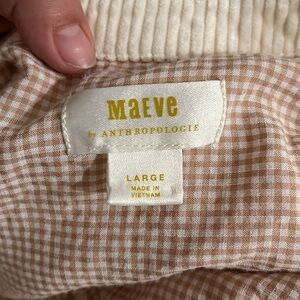 MaEVe
by ANTHROPOLOGIE
LARGE
MADE IN
VIETNAM